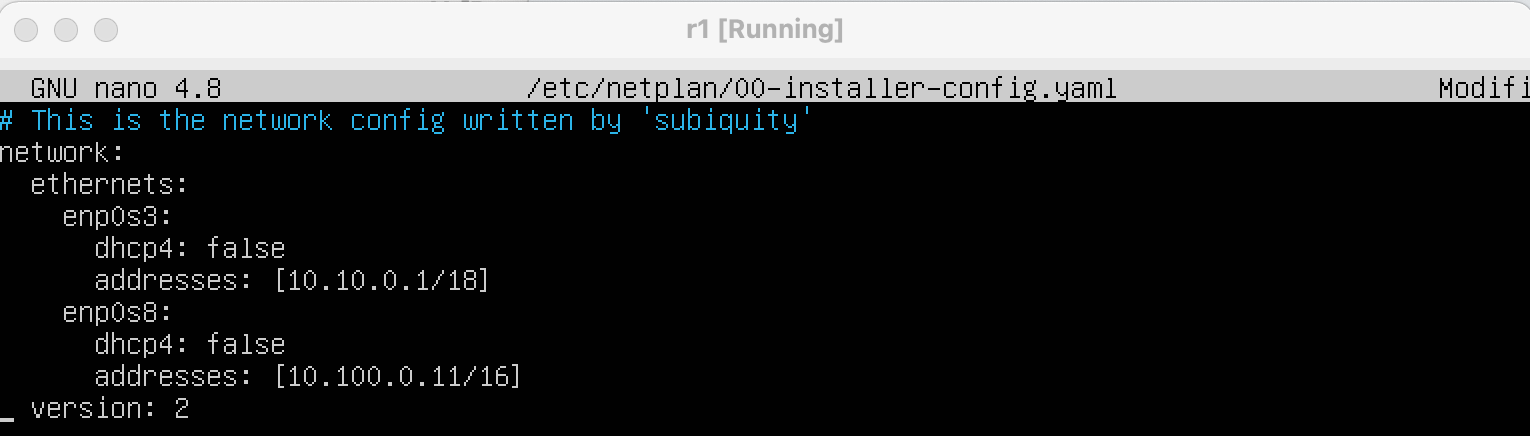 r1 [Running]
GNU nano 4.8 /etc/netplan/00-installer-config.yaml Modifi
# This is the network config written by 'subiquity'
network:
  ethernets:
    enp0s3:
      dhcp4: false
      addresses: [10.10.0.1/18]
    enp0s8:
      dhcp4: false
      addresses: [10.100.0.11/16]
  version: 2